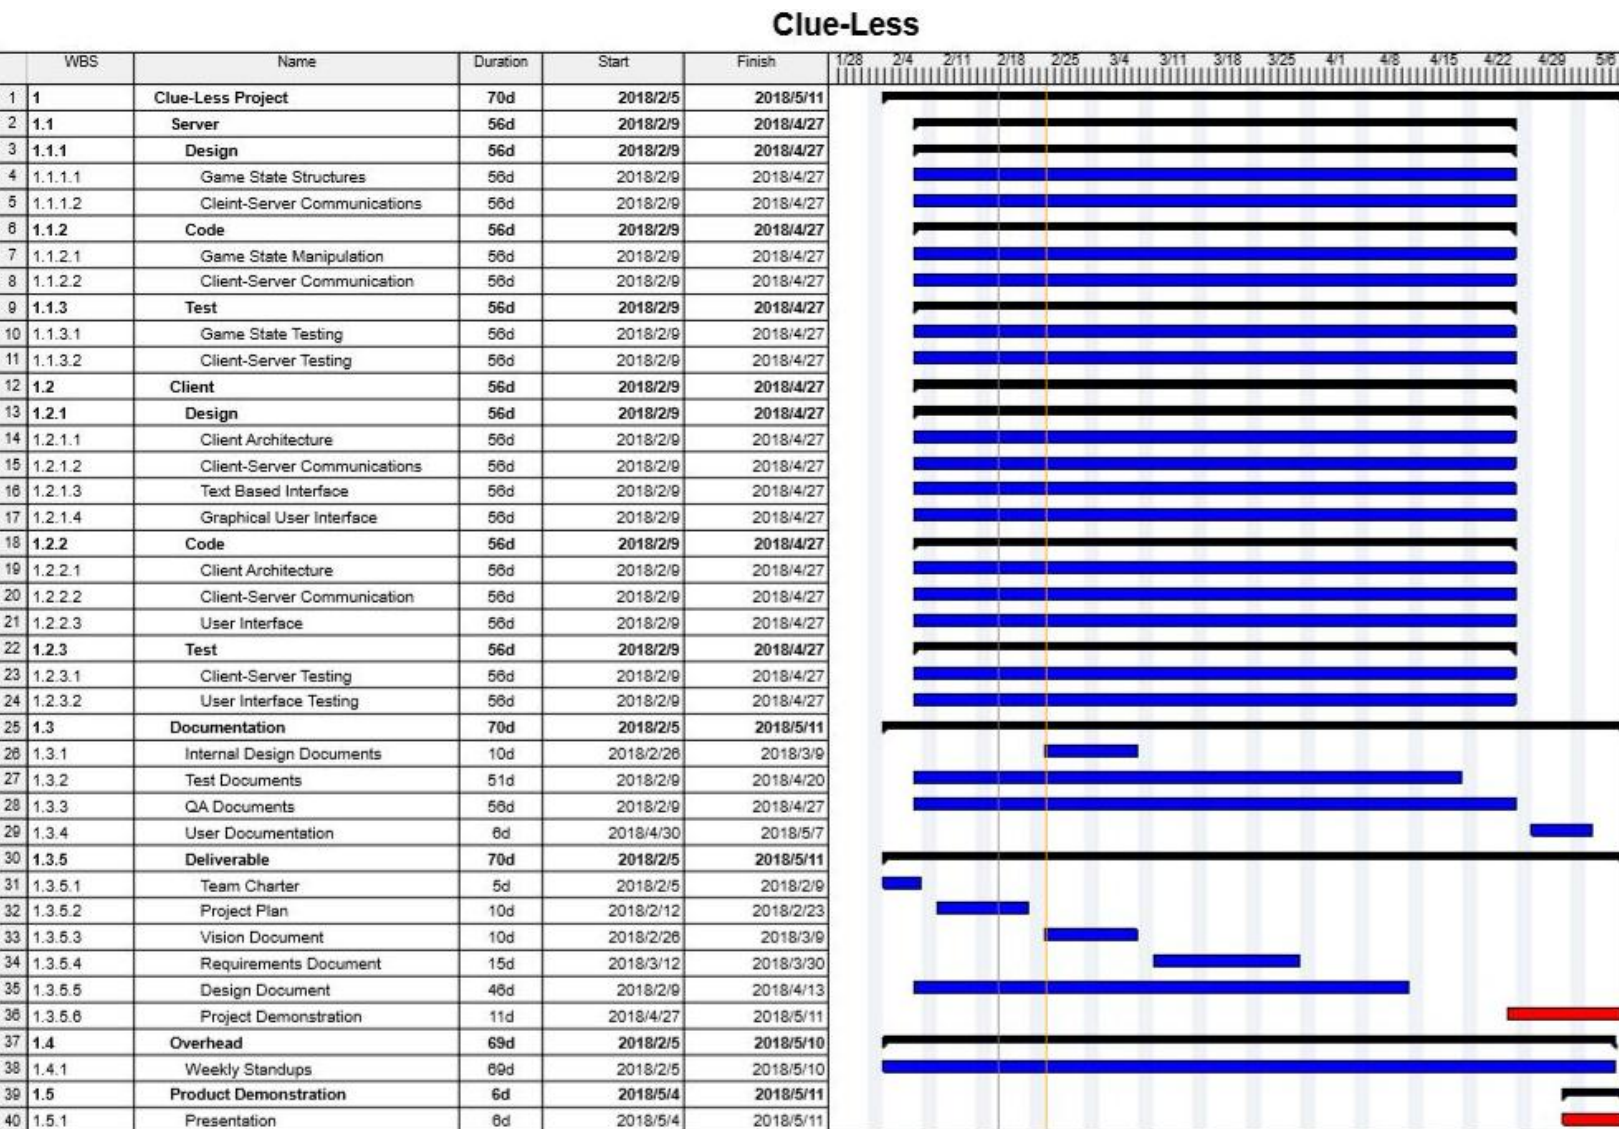 Clue-Less
WBS Name Duration Start Finish 1/28 2/4 2/11 2/18 2/25 3/4 3/11 3/18 3/25 4/1 4/8 4/15 4/22 4/29 5/6
1 1 Clue-Less Project 70d 2018/2/5 2018/5/11
2 1.1 Server 56d 2018/2/9 2018/4/27
3 1.1.1 Design 56d 2018/2/9 2018/4/27
4 1.1.1.1 Game State Structures 56d 2018/2/9 2018/4/27
5 1.1.1.2 Cleint-Server Communications 56d 2018/2/9 2018/4/27
6 1.1.2 Code 56d 2018/2/9 2018/4/27
7 1.1.2.1 Game State Manipulation 56d 2018/2/9 2018/4/27
8 1.1.2.2 Client-Server Communication 56d 2018/2/9 2018/4/27
9 1.1.3 Test 56d 2018/2/9 2018/4/27
10 1.1.3.1 Game State Testing 56d 2018/2/9 2018/4/27
11 1.1.3.2 Client-Server Testing 56d 2018/2/9 2018/4/27
12 1.2 Client 56d 2018/2/9 2018/4/27
13 1.2.1 Design 56d 2018/2/9 2018/4/27
14 1.2.1.1 Client Architecture 56d 2018/2/9 2018/4/27
15 1.2.1.2 Client-Server Communications 56d 2018/2/9 2018/4/27
16 1.2.1.3 Text Based Interface 56d 2018/2/9 2018/4/27
17 1.2.1.4 Graphical User Interface 56d 2018/2/9 2018/4/27
18 1.2.2 Code 56d 2018/2/9 2018/4/27
19 1.2.2.1 Client Architecture 56d 2018/2/9 2018/4/27
20 1.2.2.2 Client-Server Communication 56d 2018/2/9 2018/4/27
21 1.2.2.3 User Interface 56d 2018/2/9 2018/4/27
22 1.2.3 Test 56d 2018/2/9 2018/4/27
23 1.2.3.1 Client-Server Testing 56d 2018/2/9 2018/4/27
24 1.2.3.2 User Interface Testing 56d 2018/2/9 2018/4/27
25 1.3 Documentation 70d 2018/2/5 2018/5/11
26 1.3.1 Internal Design Documents 10d 2018/2/26 2018/3/9
27 1.3.2 Test Documents 51d 2018/2/9 2018/4/20
28 1.3.3 QA Documents 56d 2018/2/9 2018/4/27
29 1.3.4 User Documentation 6d 2018/4/30 2018/5/7
30 1.3.5 Deliverable 70d 2018/2/5 2018/5/11
31 1.3.5.1 Team Charter 5d 2018/2/5 2018/2/9
32 1.3.5.2 Project Plan 10d 2018/2/12 2018/2/23
33 1.3.5.3 Vision Document 10d 2018/2/26 2018/3/9
34 1.3.5.4 Requirements Document 15d 2018/3/12 2018/3/30
35 1.3.5.5 Design Document 46d 2018/2/9 2018/4/13
36 1.3.5.6 Project Demonstration 11d 2018/4/27 2018/5/11
37 1.4 Overhead 69d 2018/2/5 2018/5/10
38 1.4.1 Weekly Standups 69d 2018/2/5 2018/5/10
39 1.5 Product Demonstration 6d 2018/5/4 2018/5/11
40 1.5.1 Presentation 6d 2018/5/4 2018/5/11